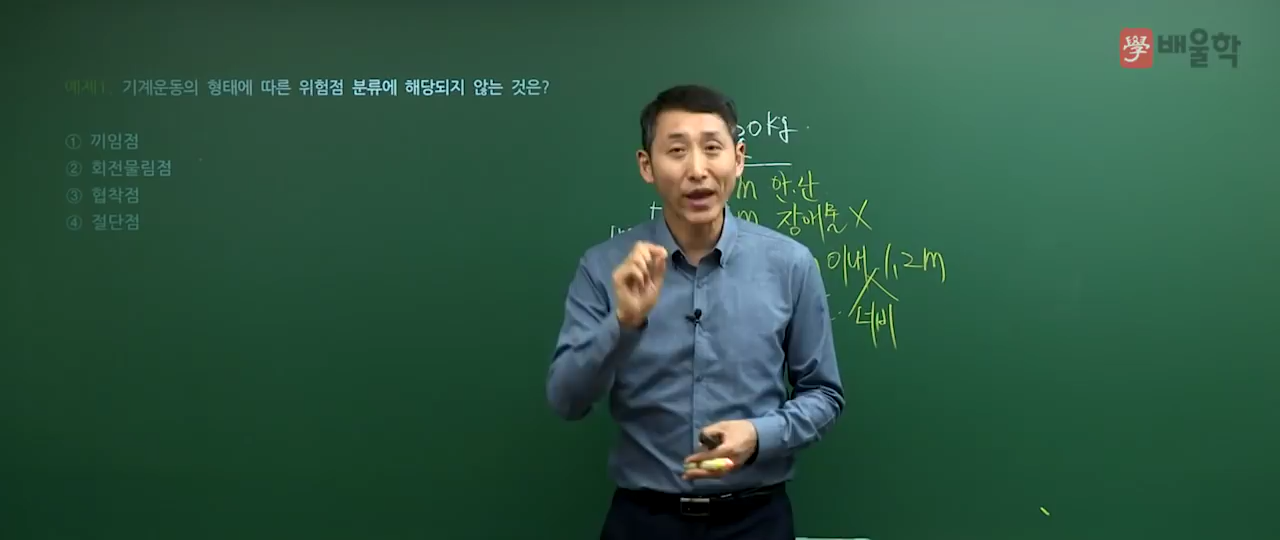 예제1. 기계운동의 형태에 따른 위험점 분류에 해당되지 않는 것은?
① 끼임점
② 회전물림점
③ 협착점
④ 절단점
學 배울학
30kg.
m 안.난
m 장애물 X
이내 1,2m
너비